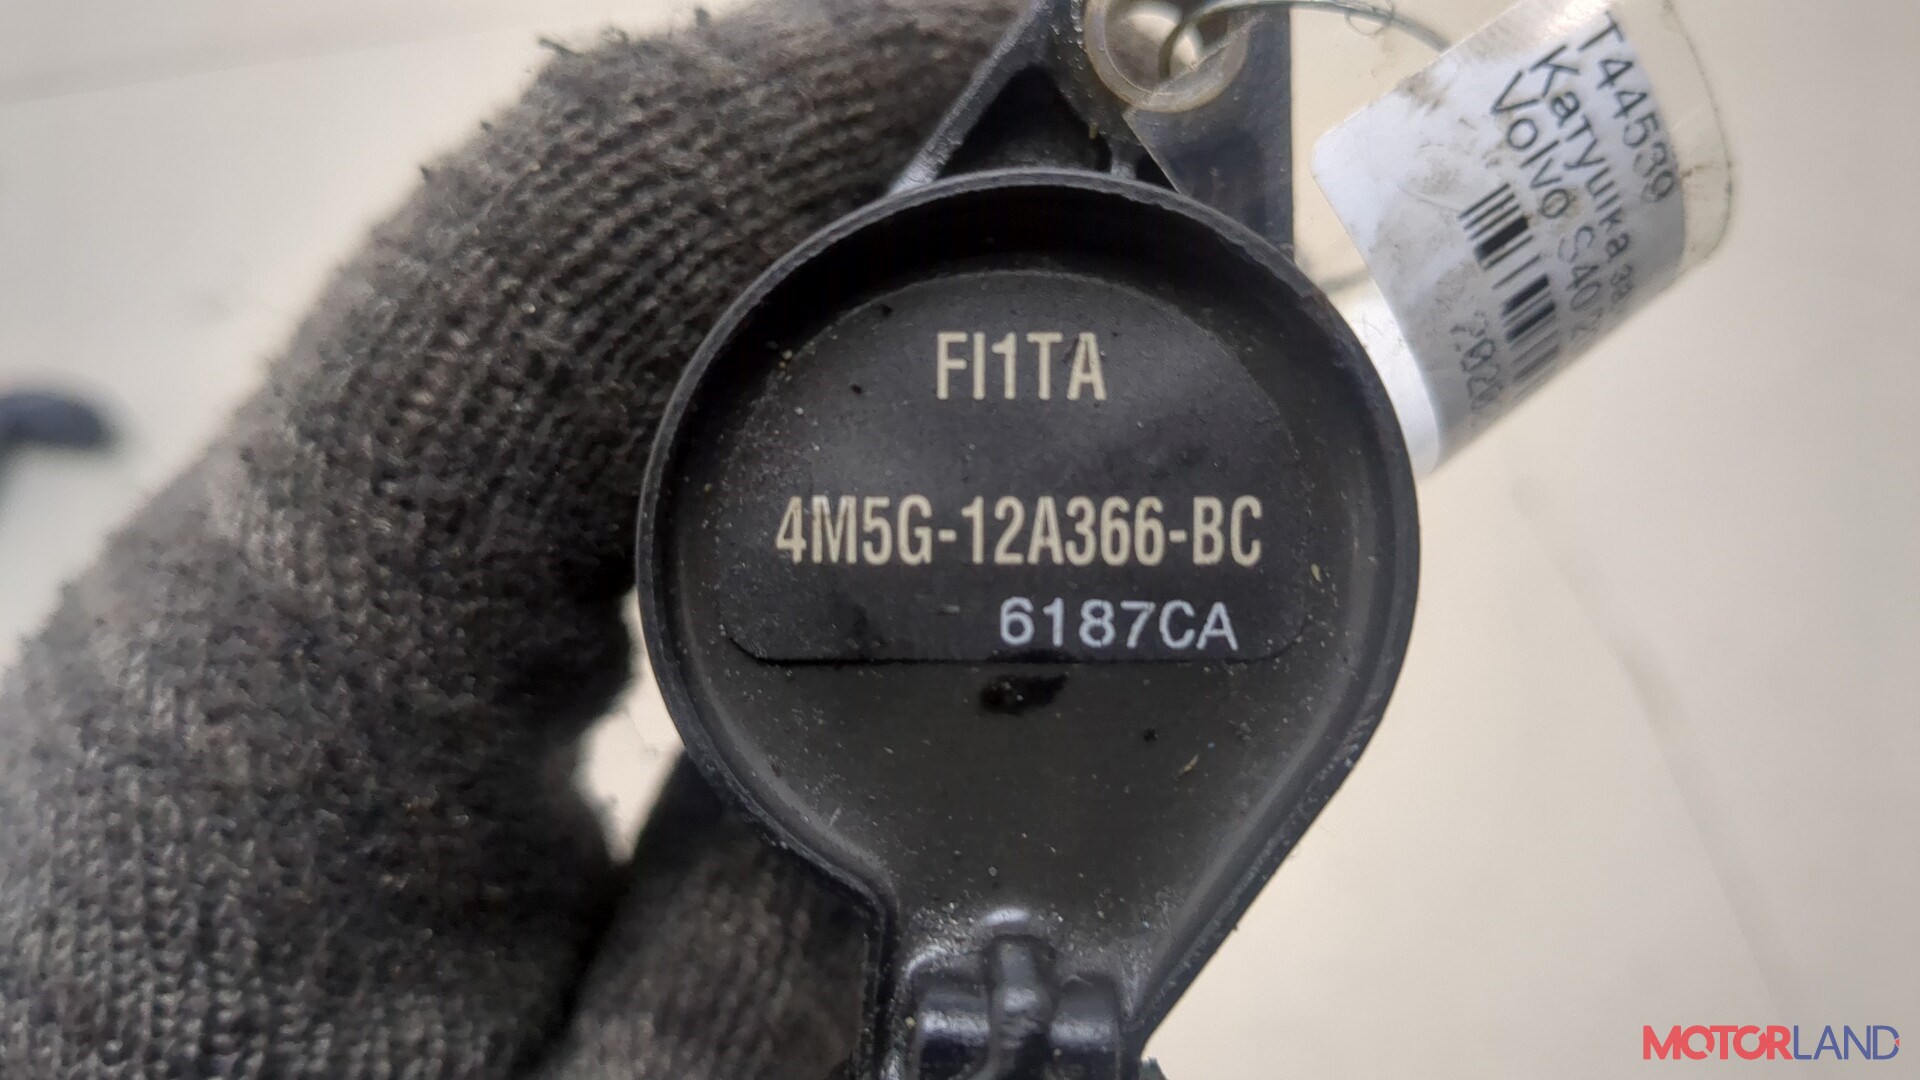 FI1TA
4M5G-12A366-BC
6187CA
T44539
Катушка
Volvo S40
MOTORLAND